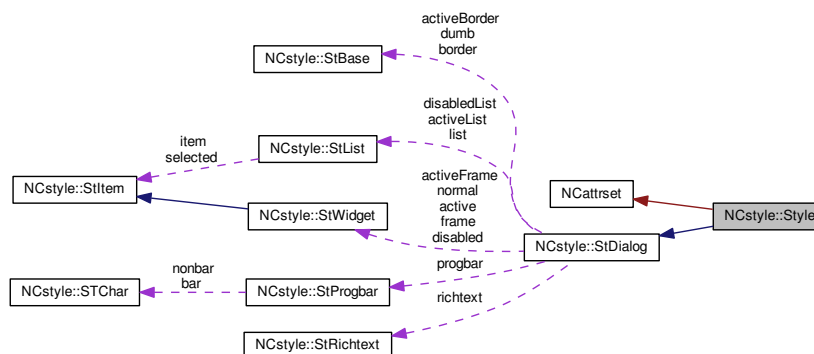 activeBorder
dumb
border
NCstyle::StBase
disabledList
activeList
list
item
selected
NCstyle::StList
NCstyle::StItem
activeFrame
normal
active
frame
disabled
NCattrset
NCstyle::Style
NCstyle::StWidget
NCstyle::StDialog
nonbar
bar
progbar
NCstyle::STChar
NCstyle::StProgbar
richtext
NCstyle::StRichtext